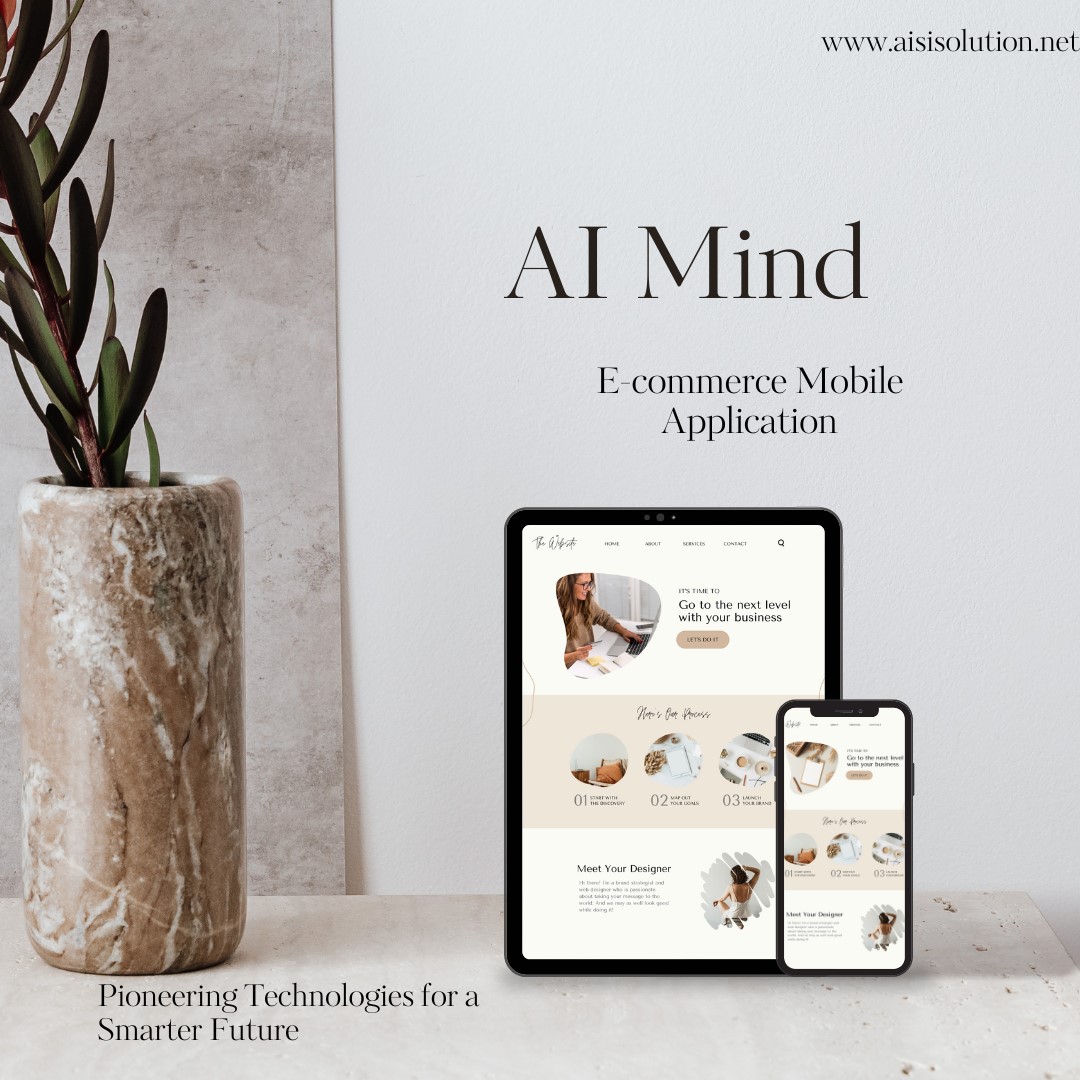 www.aisisolution.net
AI Mind
E-commerce Mobile
Application
The Website
HOME ABOUT SERVICES CONTACT
IT'S TIME TO
Go to the next level
with your business
LET'S DO IT
Here's Our Process
01 START WITH
THE DISCOVERY
02 MAP OUT
YOUR GOALS
03 LAUNCH
YOUR BRAND
Meet Your Designer
Hi there! I'm a brand strategist and
web designer who is passionate
about taking your message to the
world. And we may as well look good
while doing it!
Website
IT'S TIME TO
Go to the next level
with your business
LET'S DO IT
Here's Our Process
01
02
03
Meet Your Designer
Pioneering Technologies for a
Smarter Future